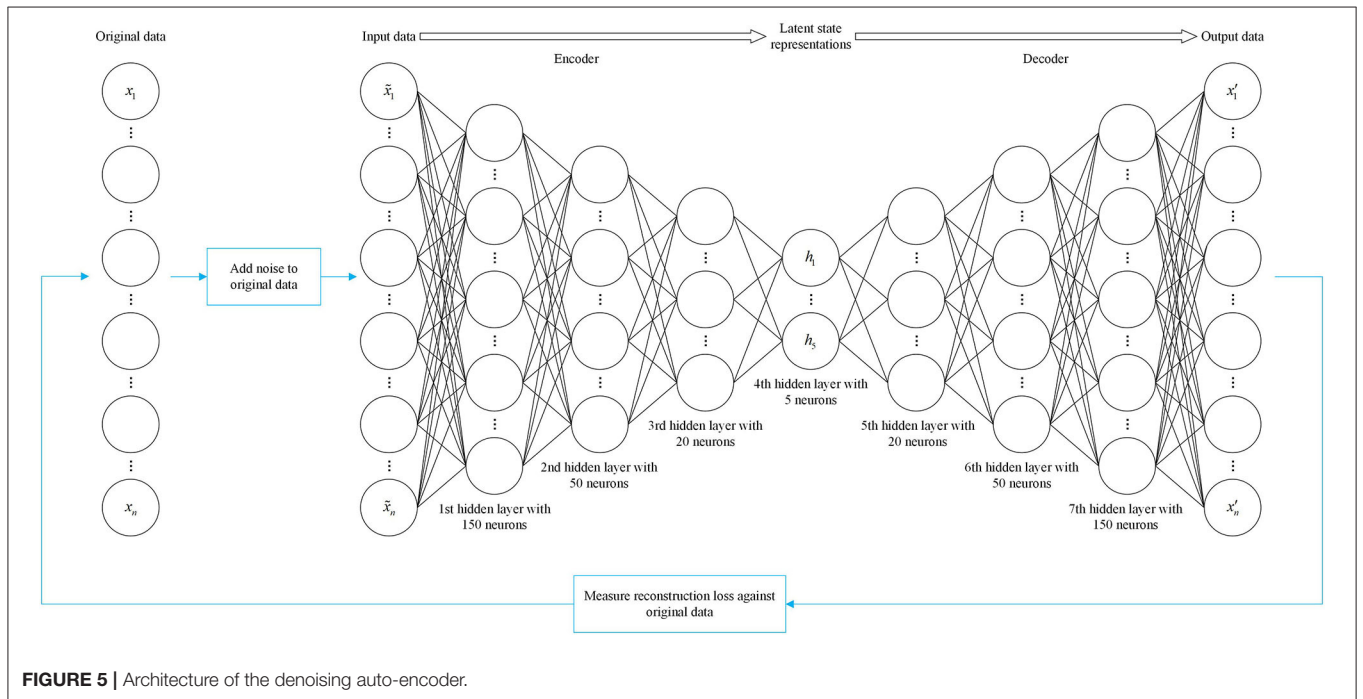 Original data
Input data
Latent state
representations
Output data
Encoder
Decoder
x₁
x̃₁
x′₁
⋮
Add noise to
original data
h₁
⋮
h₅
xₙ
x̃ₙ
x′ₙ
1st hidden layer with
150 neurons
2nd hidden layer with
50 neurons
3rd hidden layer with
20 neurons
4th hidden layer with
5 neurons
5th hidden layer with
20 neurons
6th hidden layer with
50 neurons
7th hidden layer with
150 neurons
Measure reconstruction loss against
original data
FIGURE 5 | Architecture of the denoising auto-encoder.